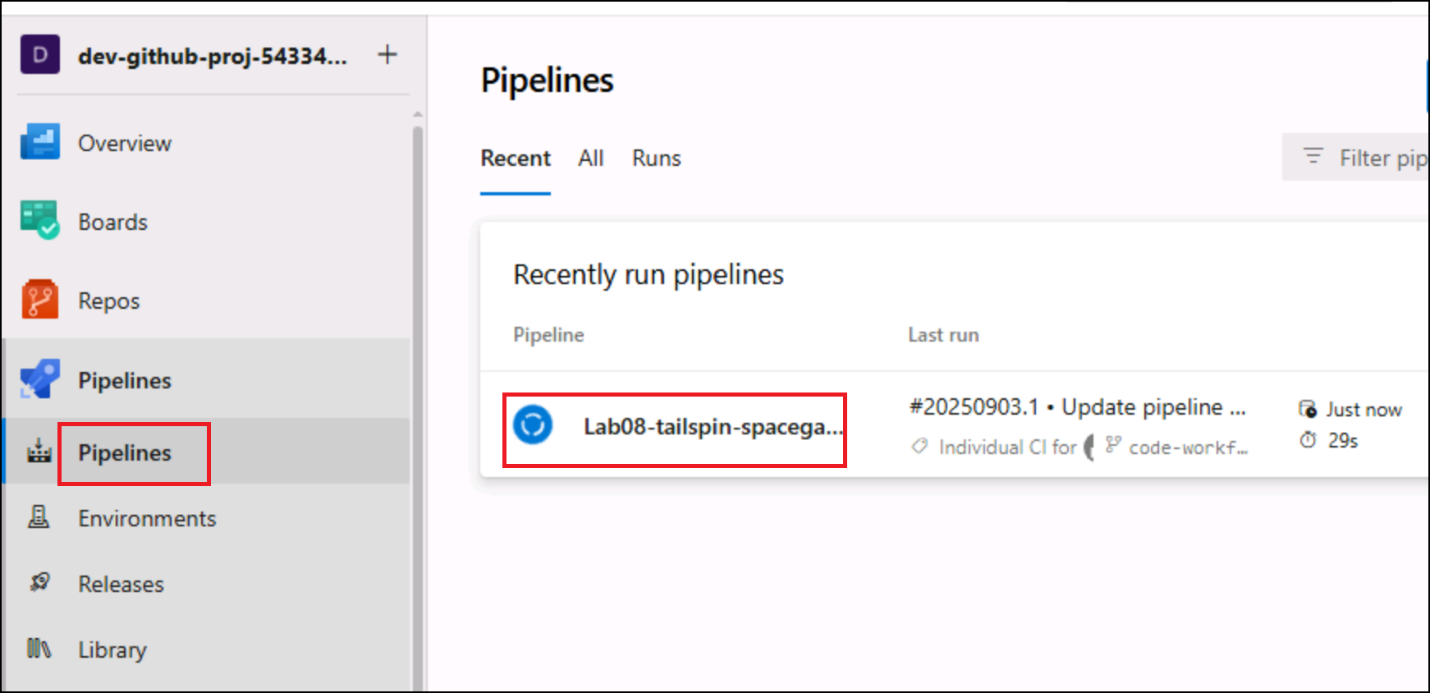 D dev-github-proj-54334... +
Overview
Boards
Repos
Pipelines
Pipelines
Environments
Releases
Library
Pipelines
Recent All Runs
Filter pip
Recently run pipelines
Pipeline Last run
Lab08-tailspin-spacega...
#20250903.1 • Update pipeline ...
Just now
Individual CI for code-workf...
29s